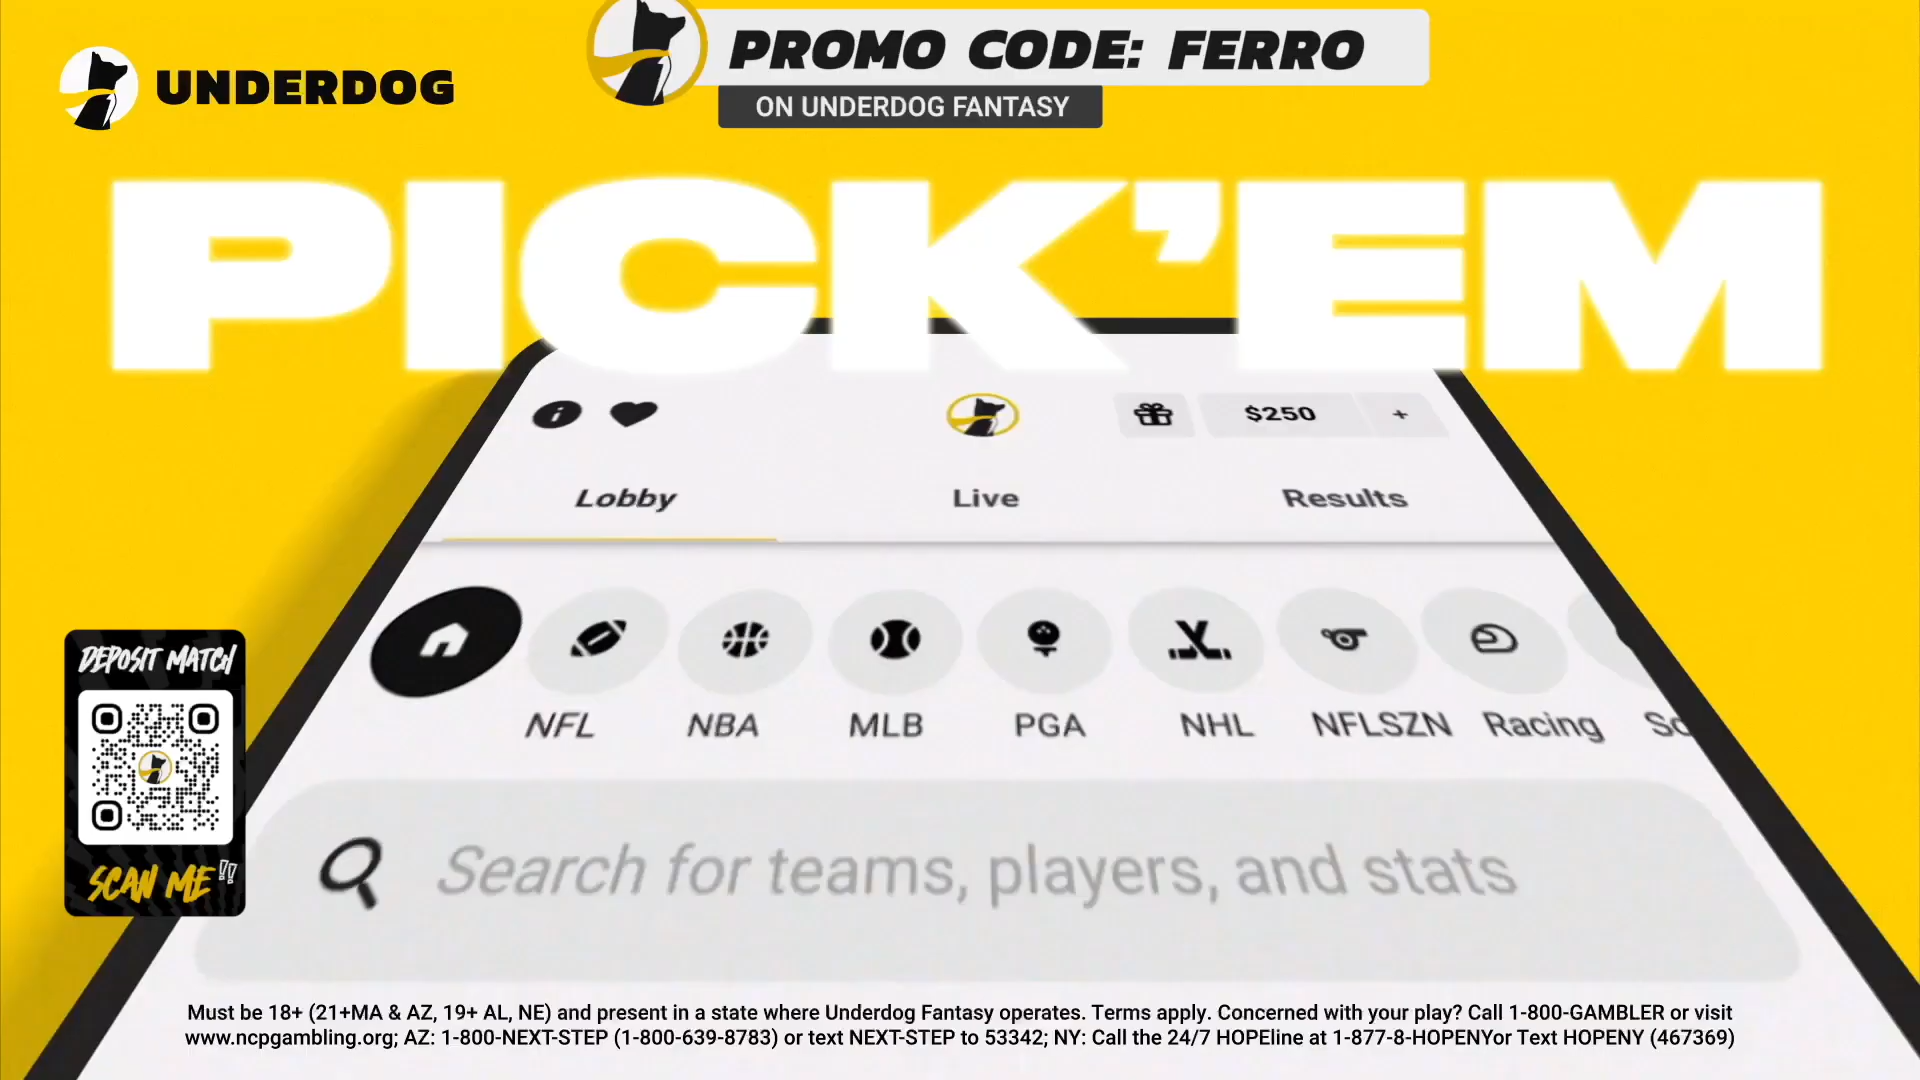 UNDERDOG
PROMO CODE: FERRO
ON UNDERDOG FANTASY
PICK'EM
$250 +
Lobby Live Results
NFL NBA MLB PGA NHL NFLSZN Racing
Search for teams, players, and stats
DEPOSIT MATCH
SCAN ME!!
Must be 18+ (21+MA & AZ, 19+ AL, NE) and present in a state where Underdog Fantasy operates. Terms apply. Concerned with your play? Call 1-800-GAMBLER or visit
www.ncpgambling.org; AZ: 1-800-NEXT-STEP (1-800-639-8783) or text NEXT-STEP to 53342; NY: Call the 24/7 HOPEline at 1-877-8-HOPENYor Text HOPENY (467369)